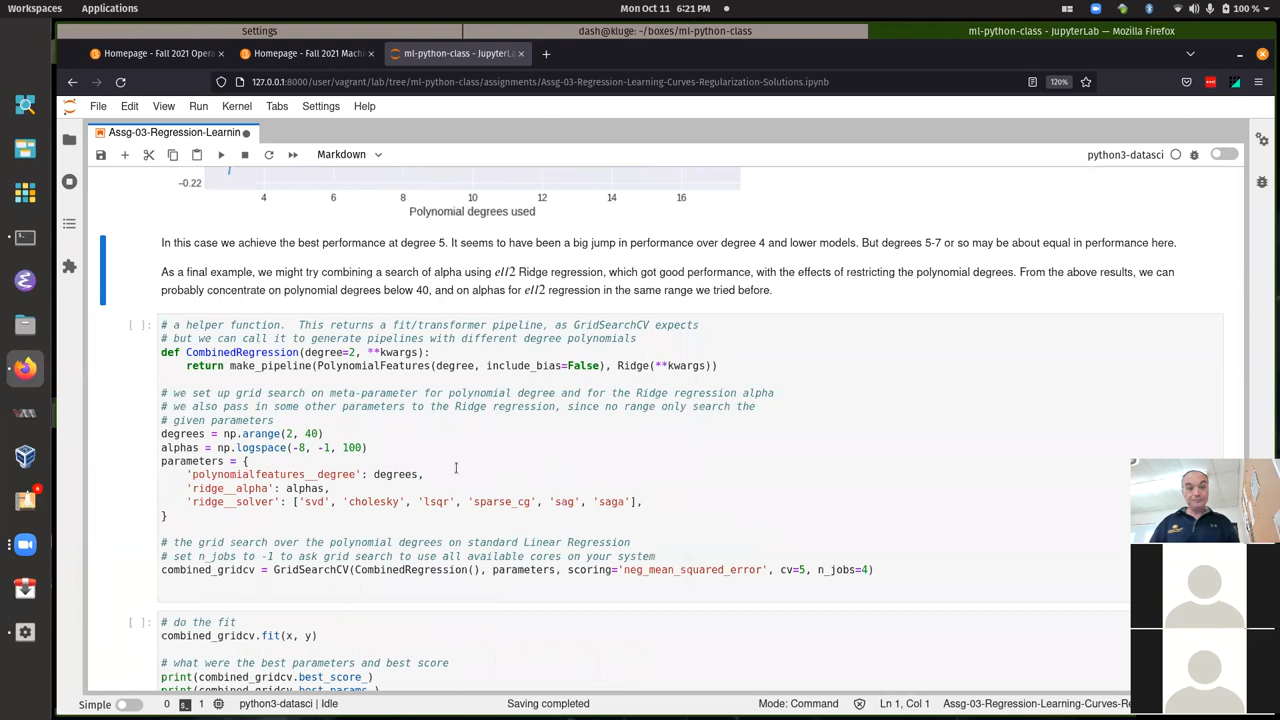 Workspaces Applications Mon Oct 11 6:21 PM 100 %
Settings dash@kluge: ~/boxes/ml-python-class ml-python-class - JupyterLab — Mozilla Firefox
Homepage - Fall 2021 Opera Homepage - Fall 2021 Machi ml-python-class - JupyterLab
127.0.0.1:8000/user/vagrant/lab/tree/ml-python-class/assignments/Assg-03-Regression-Learning-Curves-Regularization-Solutions.ipynb 120%
File Edit View Run Kernel Tabs Settings Help
Assg-03-Regression-Learnin
Markdown python3-datasci
−0.22
4 6 8 10 12 14 16
Polynomial degrees used
In this case we achieve the best performance at degree 5. It seems to have been a big jump in performance over degree 4 and lower models. But degrees 5-7 or so may be about equal in performance here.
As a final example, we might try combining a search of alpha using ell2 Ridge regression, which got good performance, with the effects of restricting the polynomial degrees. From the above results, we can
probably concentrate on polynomial degrees below 40, and on alphas for ell2 regression in the same range we tried before.
[ ]: # a helper function. This returns a fit/transformer pipeline, as GridSearchCV expects
# but we can call it to generate pipelines with different degree polynomials
def CombinedRegression(degree=2, **kwargs):
return make_pipeline(PolynomialFeatures(degree, include_bias=False), Ridge(**kwargs))
# we set up grid search on meta-parameter for polynomial degree and for the Ridge regression alpha
# we also pass in some other parameters to the Ridge regression, since no range only search the
# given parameters
degrees = np.arange(2, 40)
alphas = np.logspace(-8, -1, 100)
parameters = {
'polynomialfeatures__degree': degrees,
'ridge__alpha': alphas,
'ridge__solver': ['svd', 'cholesky', 'lsqr', 'sparse_cg', 'sag', 'saga'],
}
# the grid search over the polynomial degrees on standard Linear Regression
# set n_jobs to -1 to ask grid search to use all available cores on your system
combined_gridcv = GridSearchCV(CombinedRegression(), parameters, scoring='neg_mean_squared_error', cv=5, n_jobs=4)
[ ]: # do the fit
combined_gridcv.fit(x, y)
# what were the best parameters and best score
print(combined_gridcv.best_score_)
print(combined_gridcv.best_params_)
Simple 0 1 python3-datasci | Idle Saving completed Mode: Command Ln 1, Col 1 Assg-03-Regression-Learning-Curves-Re